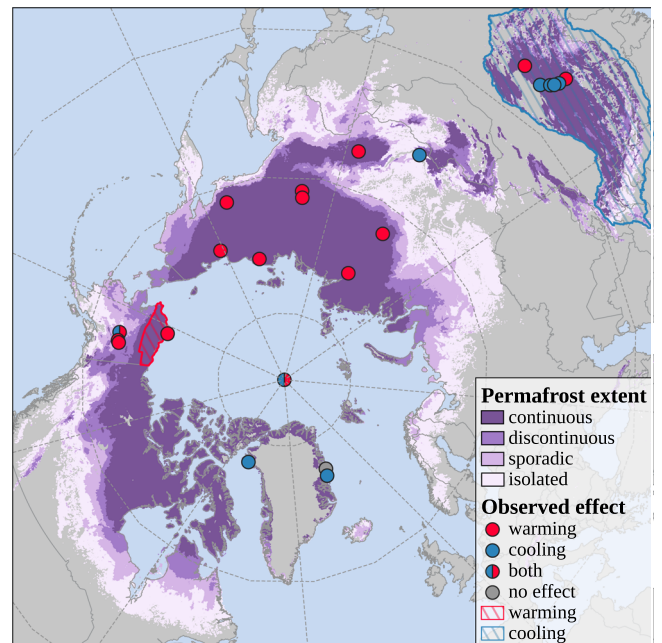 Permafrost extent
continuous
discontinuous
sporadic
isolated
Observed effect
warming
cooling
both
no effect
warming
cooling